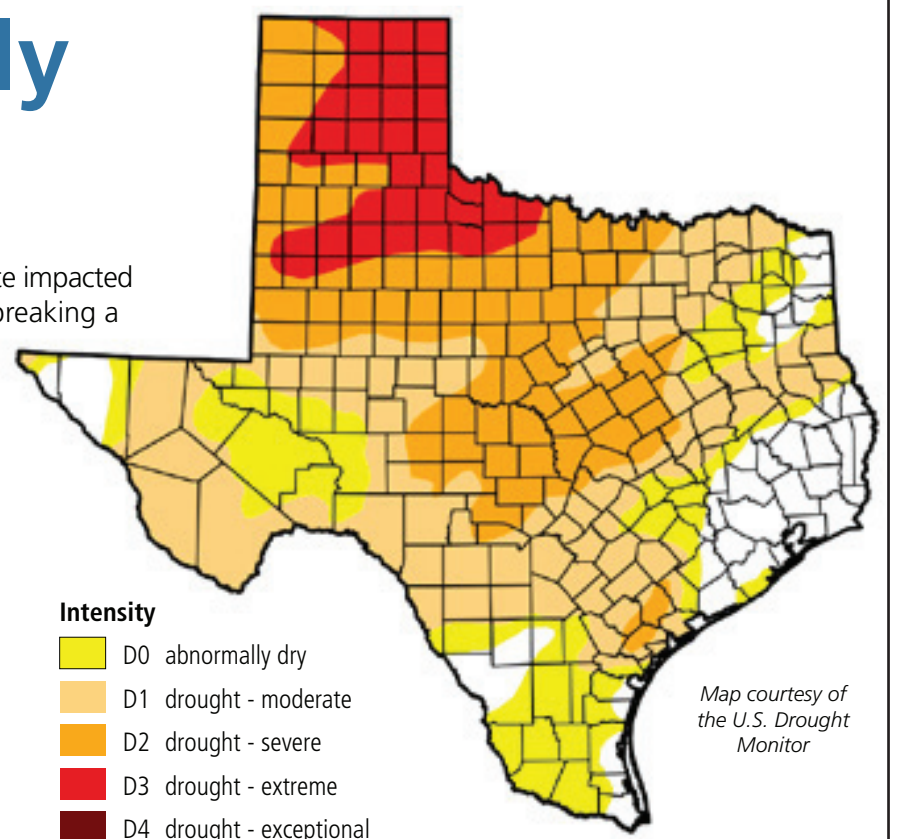 ly
te impacted
breaking a
Intensity
D0 abnormally dry
D1 drought - moderate
D2 drought - severe
D3 drought - extreme
D4 drought - exceptional
Map courtesy of
the U.S. Drought
Monitor